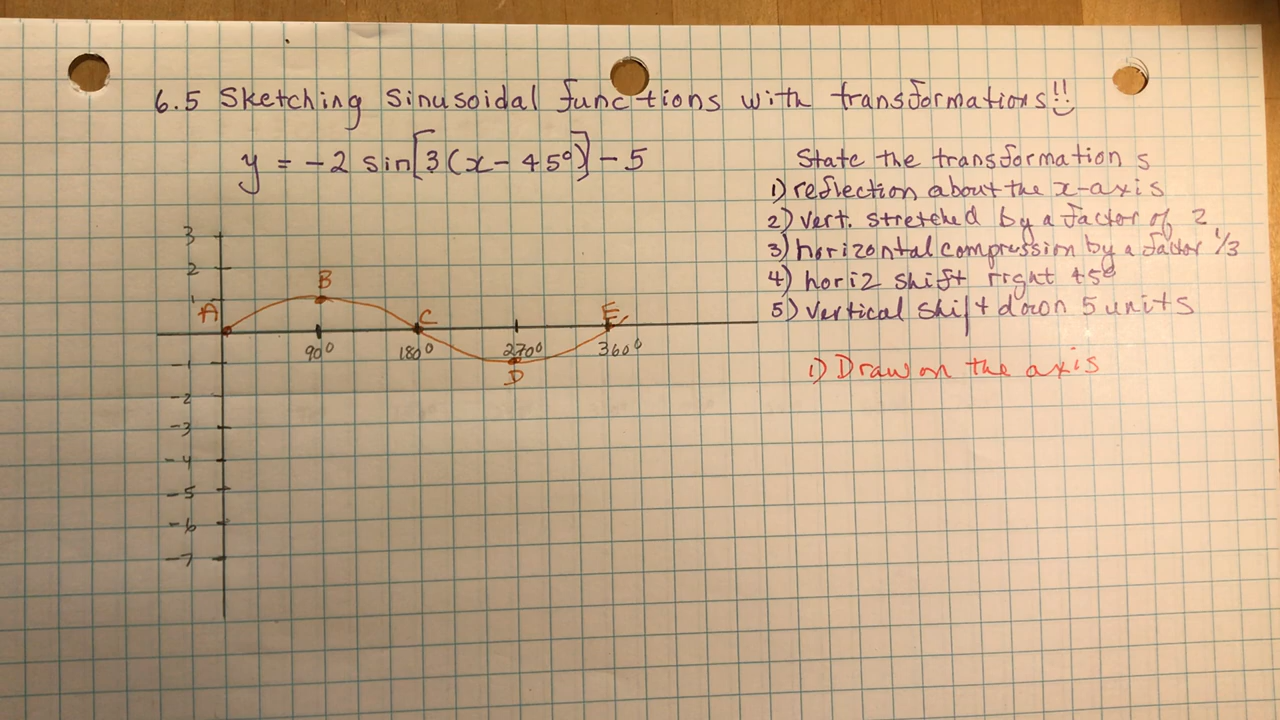 6.5 Sketching Sinusoidal functions with transformations!!
y = -2 sin[3(x - 45°)] - 5
State the transformations
1) reflection about the x-axis
2) vert. stretched by a factor of 2
3) horizontal compression by a factor 1/3
4) horiz shift right 45°
5) vertical shift down 5 units
1) Draw on the axis
3
2
1
A
B
C
D
E
90°
180°
270°
360°
-1
-2
-3
-4
-5
-6
-7